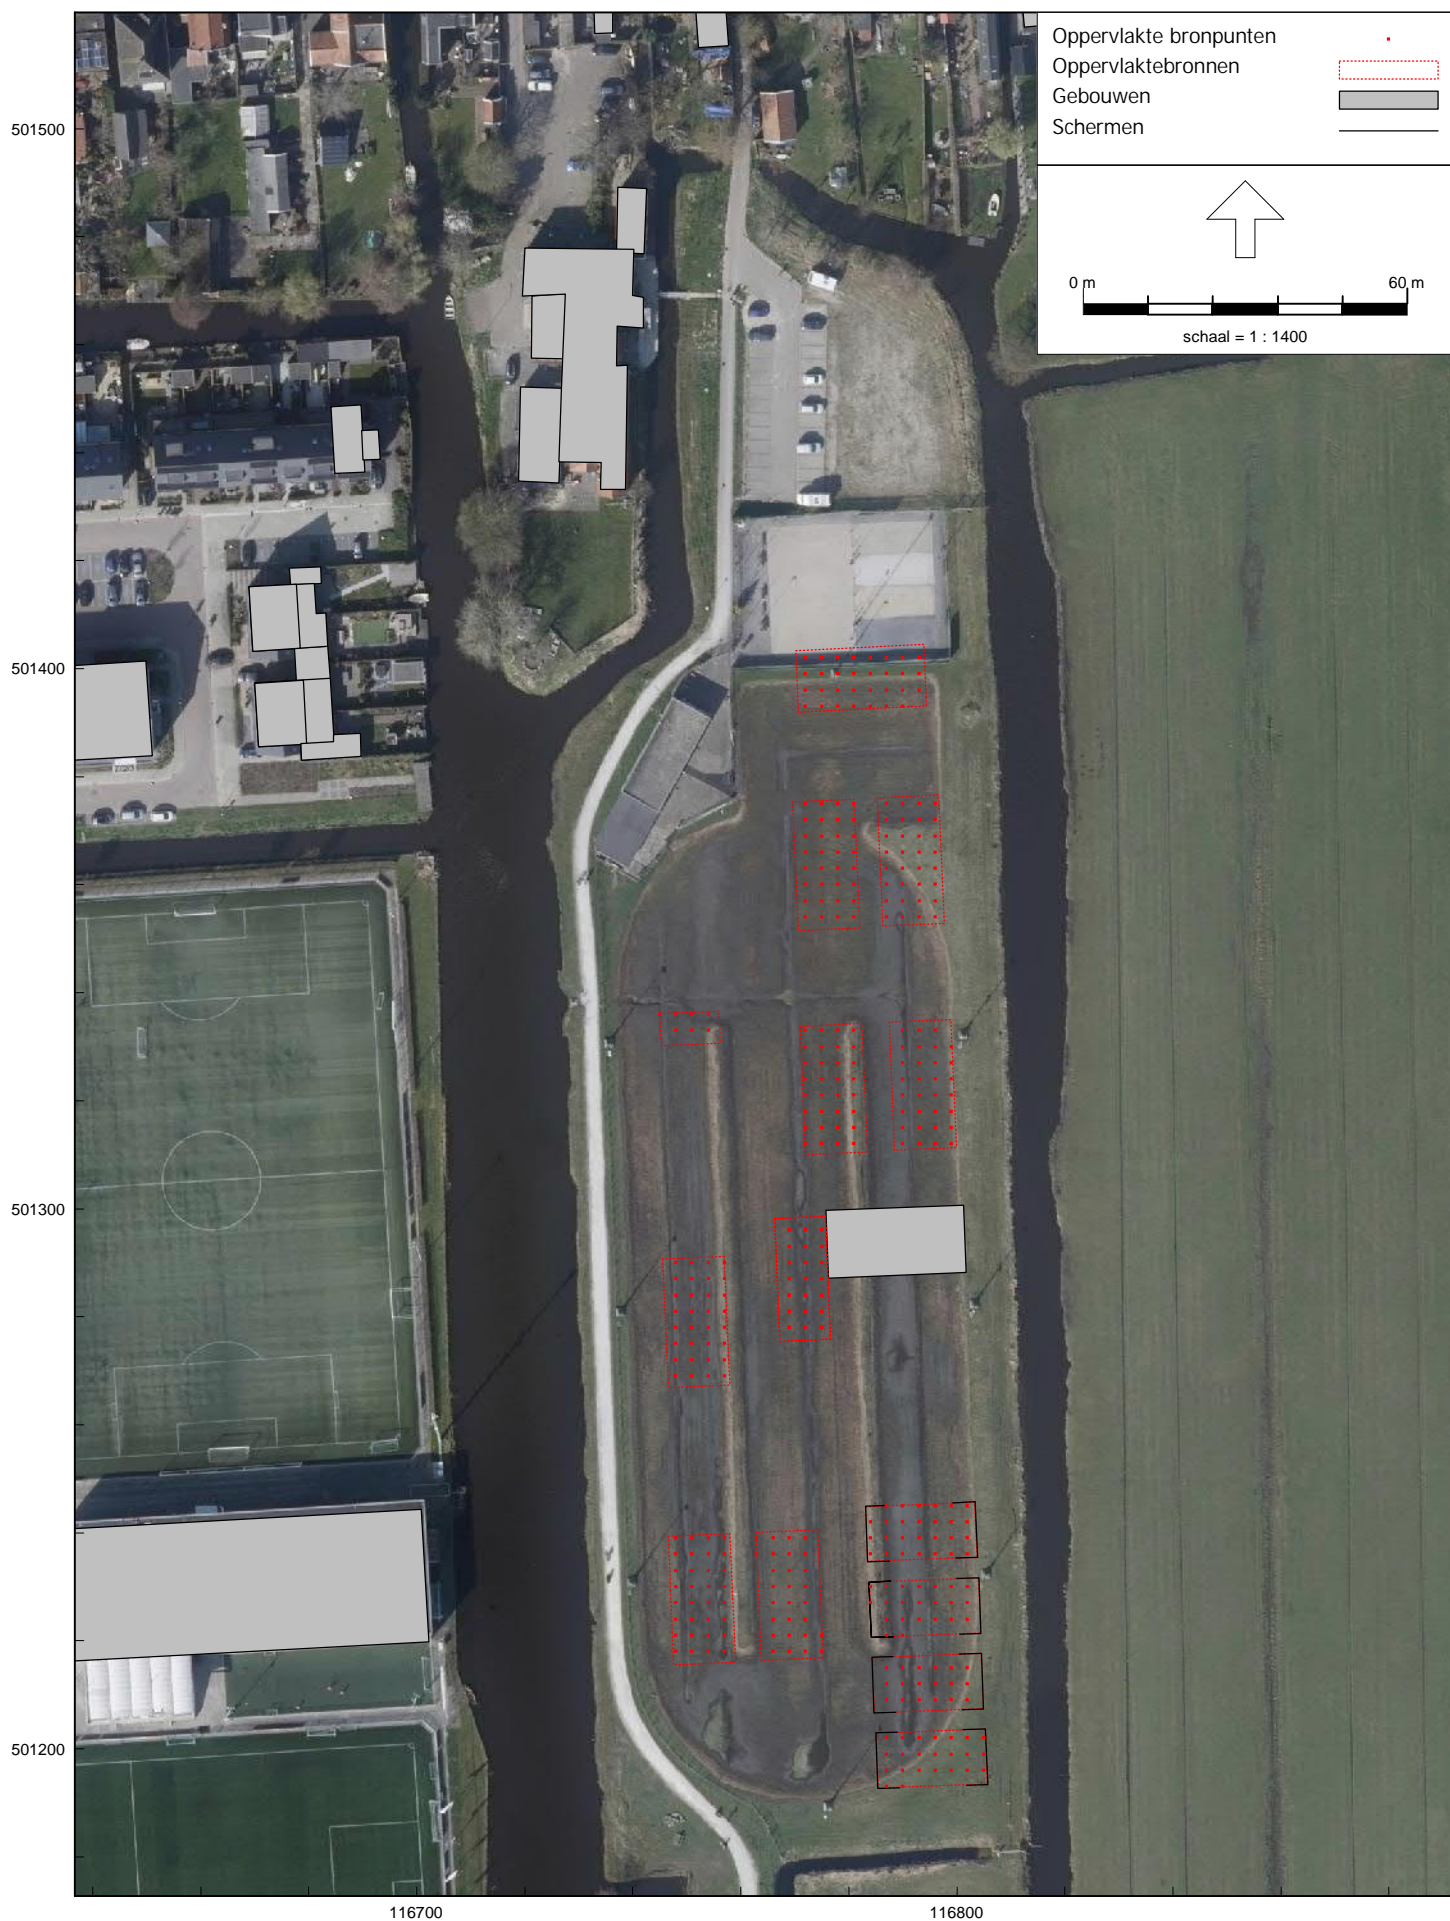 Oppervlakte bronpunten
Oppervlaktebronnen
Gebouwen
Schermen
0 m 60 m
schaal = 1 : 1400
501500
501400
501300
501200
116700 116800